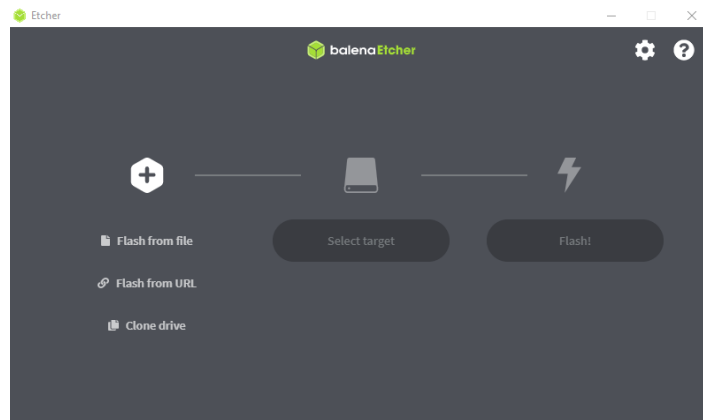 Etcher
balenaEtcher
Flash from file
Select target
Flash!
Flash from URL
Clone drive